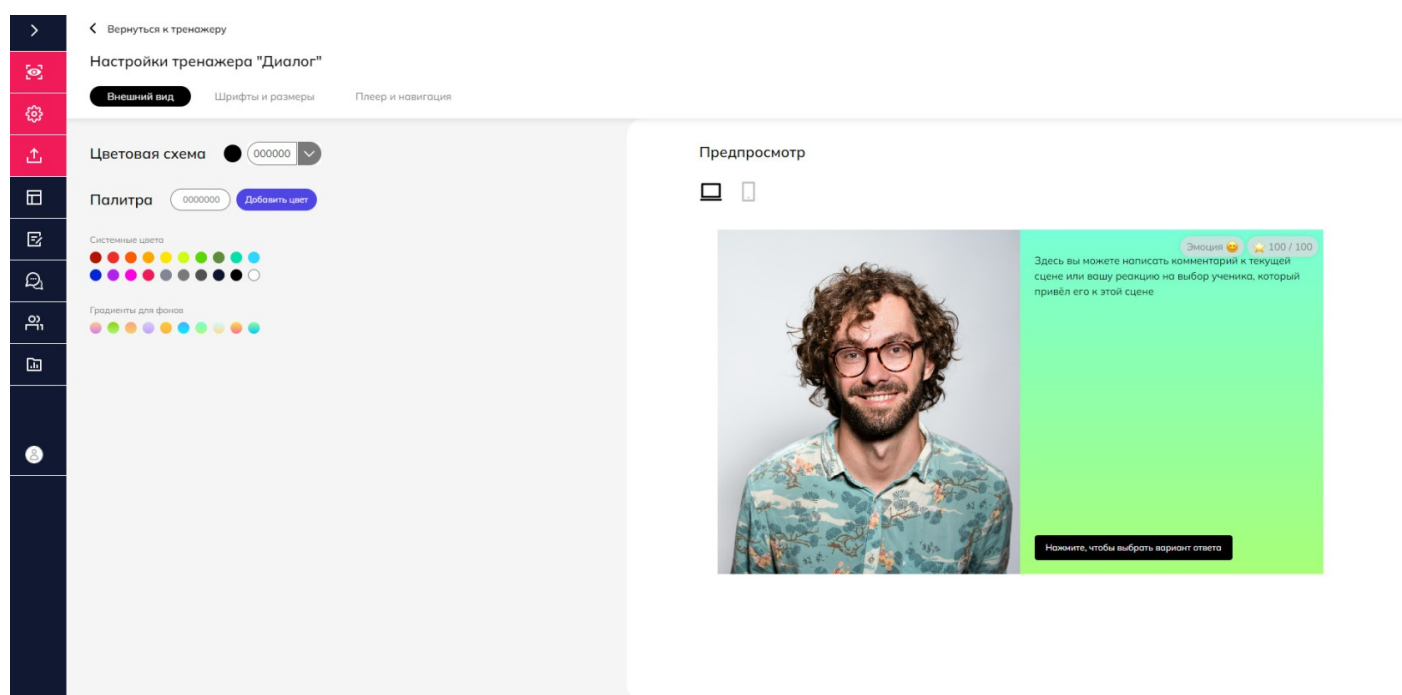 Вернуться к тренажеру
Настройки тренажера "Диалог"
Внешний вид
Шрифты и размеры
Плеер и навигация
Цветовая схема
000000
Палитра
0000000
Добавить цвет
Системные цвета
Градиенты для фонов
Предпросмотр
Эмоция 😊 ⭐ 100 / 100
Здесь вы можете написать комментарий к текущей
сцене или вашу реакцию на выбор ученика, который
привёл его к этой сцене
Нажмите, чтобы выбрать вариант ответа